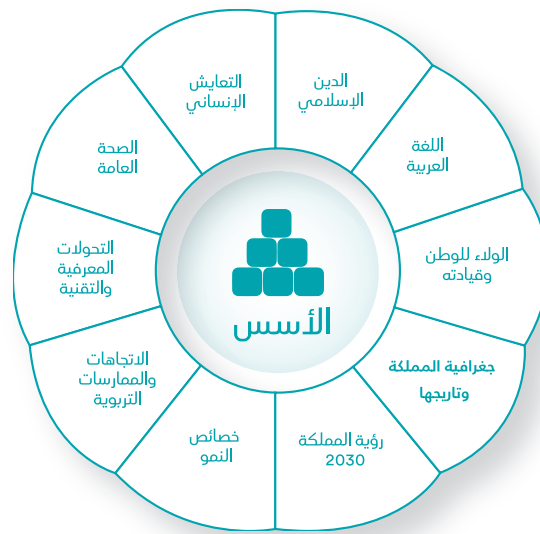 الأسس
الدين
الإسلامي
اللغة
العربية
الولاء للوطن
وقيادته
جغرافية المملكة
وتاريجها
رؤية المملكة
2030
خصائص
النمو
الاتجاهات
والممارسات
التربوية
التحولات
المعرفية
والتقنية
الصحة
العامة
التعايش
الإنساني